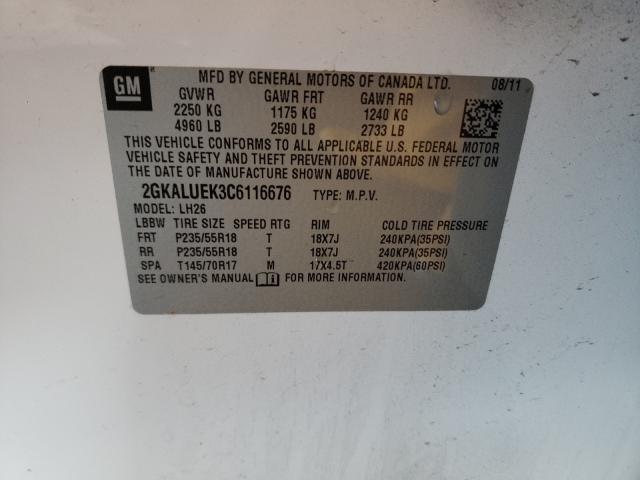 GM
MFD BY GENERAL MOTORS OF CANADA LTD. 08/11
GVWR GAWR FRT GAWR RR
2250 KG 1175 KG 1240 KG
4960 LB 2590 LB 2733 LB
THIS VEHICLE CONFORMS TO ALL APPLICABLE U.S. FEDERAL MOTOR
VEHICLE SAFETY AND THEFT PREVENTION STANDARDS IN EFFECT ON
THE DATE OF MANUFACTURE SHOWN ABOVE.
2GKALUEK3C6116676 TYPE: M.P.V.
MODEL: LH26
LBBW TIRE SIZE SPEED RTG RIM COLD TIRE PRESSURE
FRT P235/55R18 T 18X7J 240KPA(35PSI)
RR P235/55R18 T 18X7J 240KPA(35PSI)
SPA T145/70R17 M 17X4.5T 420KPA(60PSI)
SEE OWNER'S MANUAL FOR MORE INFORMATION.